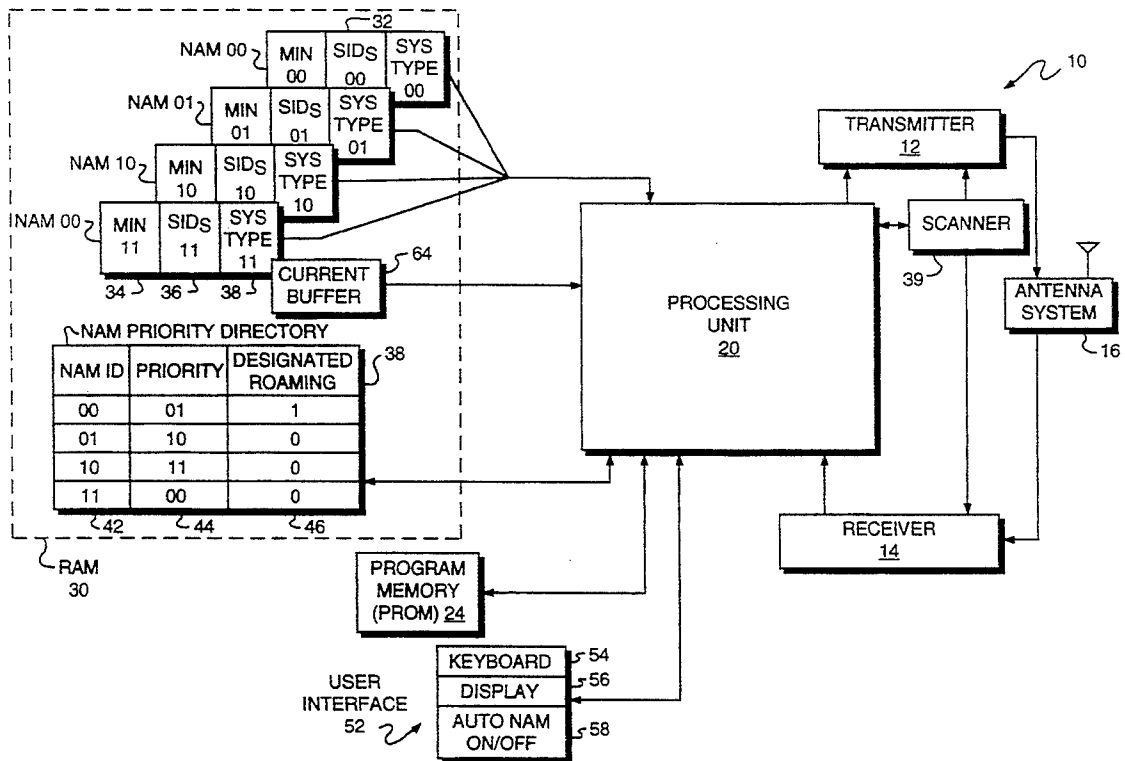 32
NAM 00
MIN
00
SIDS
00
SYS
TYPE
00
NAM 01
MIN
01
SIDS
01
SYS
TYPE
01
NAM 10
MIN
10
SIDS
10
SYS
TYPE
10
NAM 00
MIN
11
SIDS
11
SYS
TYPE
11
34
36
38
CURRENT
BUFFER
64
NAM PRIORITY DIRECTORY
38
NAM ID PRIORITY DESIGNATED
ROAMING
00 01 1
01 10 0
10 11 0
11 00 0
42 44 46
RAM
30
PROCESSING
UNIT
20
10
TRANSMITTER
12
SCANNER
39
ANTENNA
SYSTEM
16
RECEIVER
14
PROGRAM
MEMORY
(PROM) 24
USER
INTERFACE
52
KEYBOARD
54
DISPLAY
56
AUTO NAM
ON/OFF
58